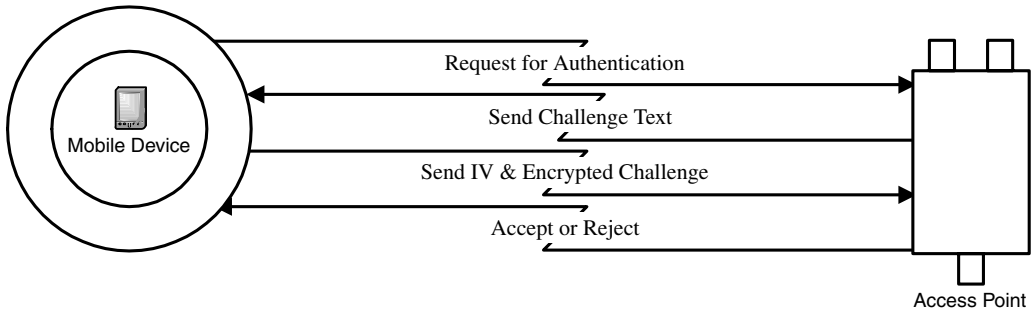 Request for Authentication
Send Challenge Text
Mobile Device
Send IV & Encrypted Challenge
Accept or Reject
Access Point